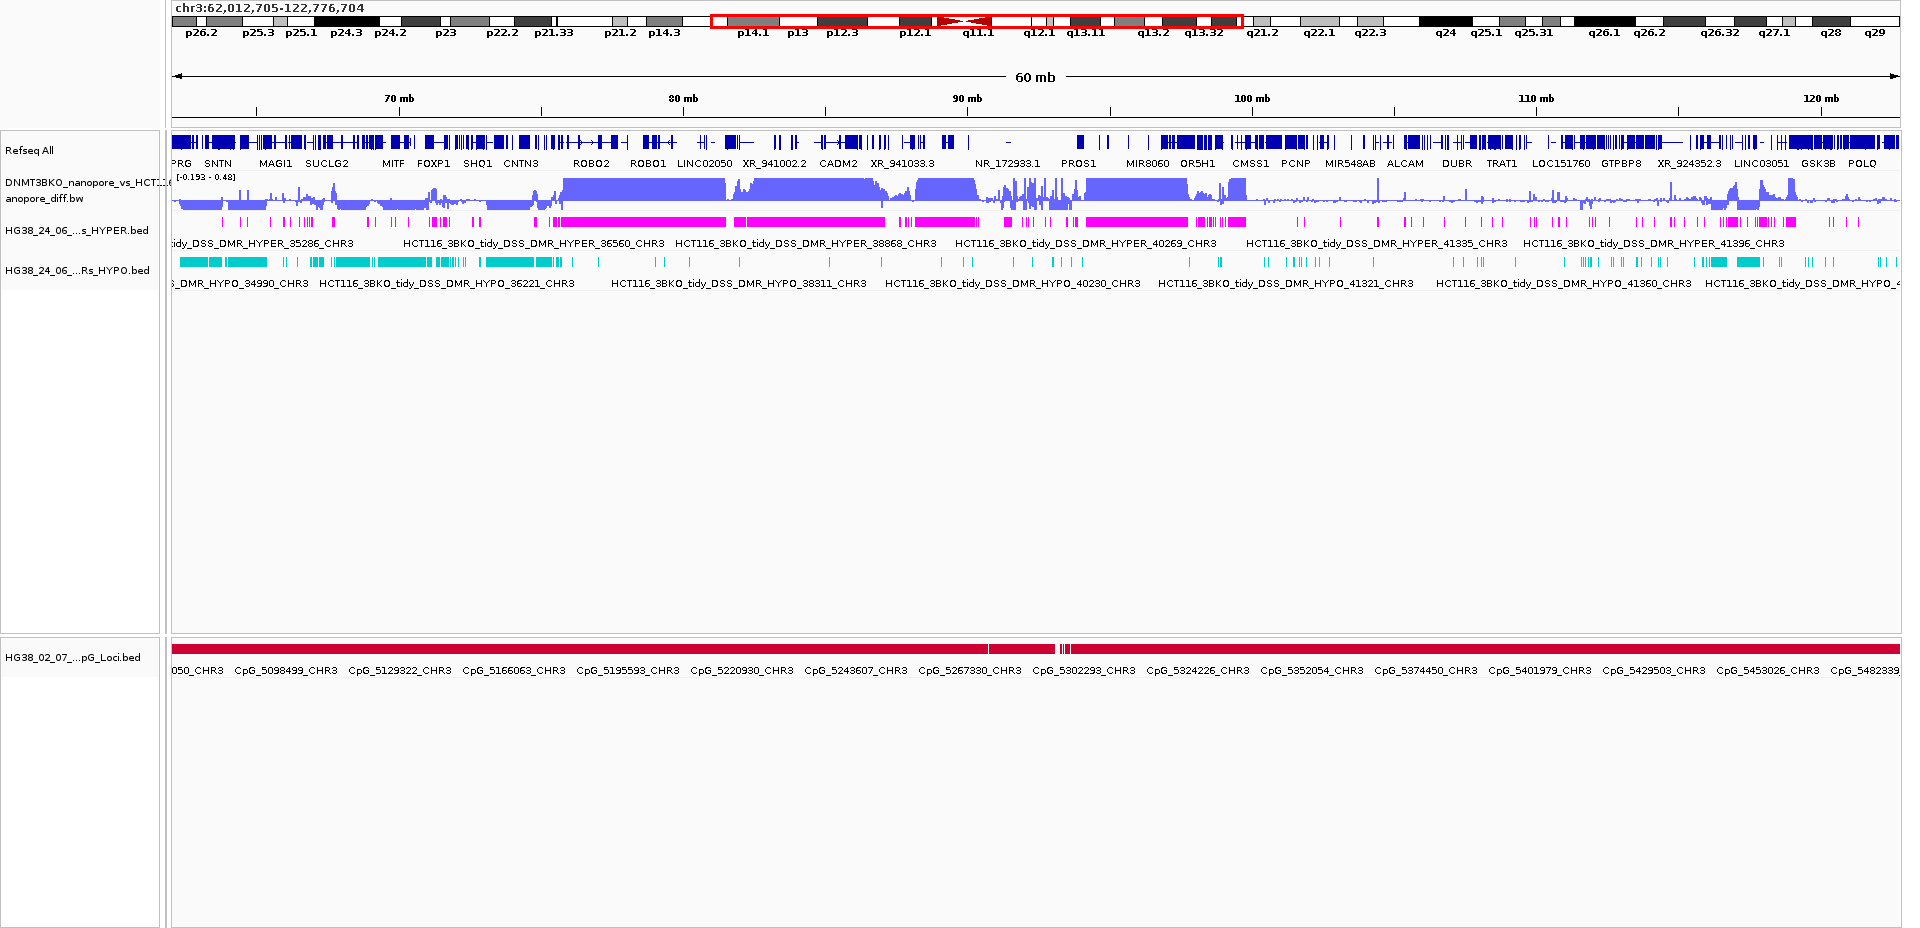 chr3:62,012,705-122,776,704
p26.2 p25.3 p25.1 p24.3 p24.2 p23 p22.2 p21.33 p21.2 p14.3 p14.1 p13 p12.3 p12.1 q11.1 q12.1 q13.11 q13.2 q13.32 q21.2 q22.1 q22.3 q24 q25.1 q25.31 q26.1 q26.2 q26.32 q27.1 q28 q29
60 mb
70 mb 80 mb 90 mb 100 mb 110 mb 120 mb
Refseq All
PRG SNTN MAGI1 SUCLG2 MITF FOXP1 SHQ1 CNTN3 ROBO2 ROBO1 LINC02050 XR_941002.2 CADM2 XR_941033.3 NR_172933.1 PROS1 MIR8060 OR5H1 CMSS1 PCNP MIR548AB ALCAM DUBR TRAT1 LOC151760 GTPBP8 XR_924352.3 LINC03051 GSK3B POLQ
DNMT3BKO_nanopore_vs_HCT116
anopore_diff.bw
[-0.193 - 0.48]
HG38_24_06_...s_HYPER.bed
tidy_DSS_DMR_HYPER_35286_CHR3 HCT116_3BKO_tidy_DSS_DMR_HYPER_36560_CHR3 HCT116_3BKO_tidy_DSS_DMR_HYPER_38868_CHR3 HCT116_3BKO_tidy_DSS_DMR_HYPER_40269_CHR3 HCT116_3BKO_tidy_DSS_DMR_HYPER_41335_CHR3 HCT116_3BKO_tidy_DSS_DMR_HYPER_41396_CHR3
HG38_24_06_...Rs_HYPO.bed
S_DMR_HYPO_34990_CHR3 HCT116_3BKO_tidy_DSS_DMR_HYPO_36221_CHR3 HCT116_3BKO_tidy_DSS_DMR_HYPO_38311_CHR3 HCT116_3BKO_tidy_DSS_DMR_HYPO_40230_CHR3 HCT116_3BKO_tidy_DSS_DMR_HYPO_41321_CHR3 HCT116_3BKO_tidy_DSS_DMR_HYPO_41360_CHR3 HCT116_3BKO_tidy_DSS_DMR_HYPO_4
HG38_02_07_...pG_Loci.bed
050_CHR3 CpG_5098499_CHR3 CpG_5129322_CHR3 CpG_5166063_CHR3 CpG_5195593_CHR3 CpG_5220930_CHR3 CpG_5243607_CHR3 CpG_5267330_CHR3 CpG_5302293_CHR3 CpG_5324226_CHR3 CpG_5352054_CHR3 CpG_5374450_CHR3 CpG_5401979_CHR3 CpG_5429503_CHR3 CpG_5453026_CHR3 CpG_5482339_